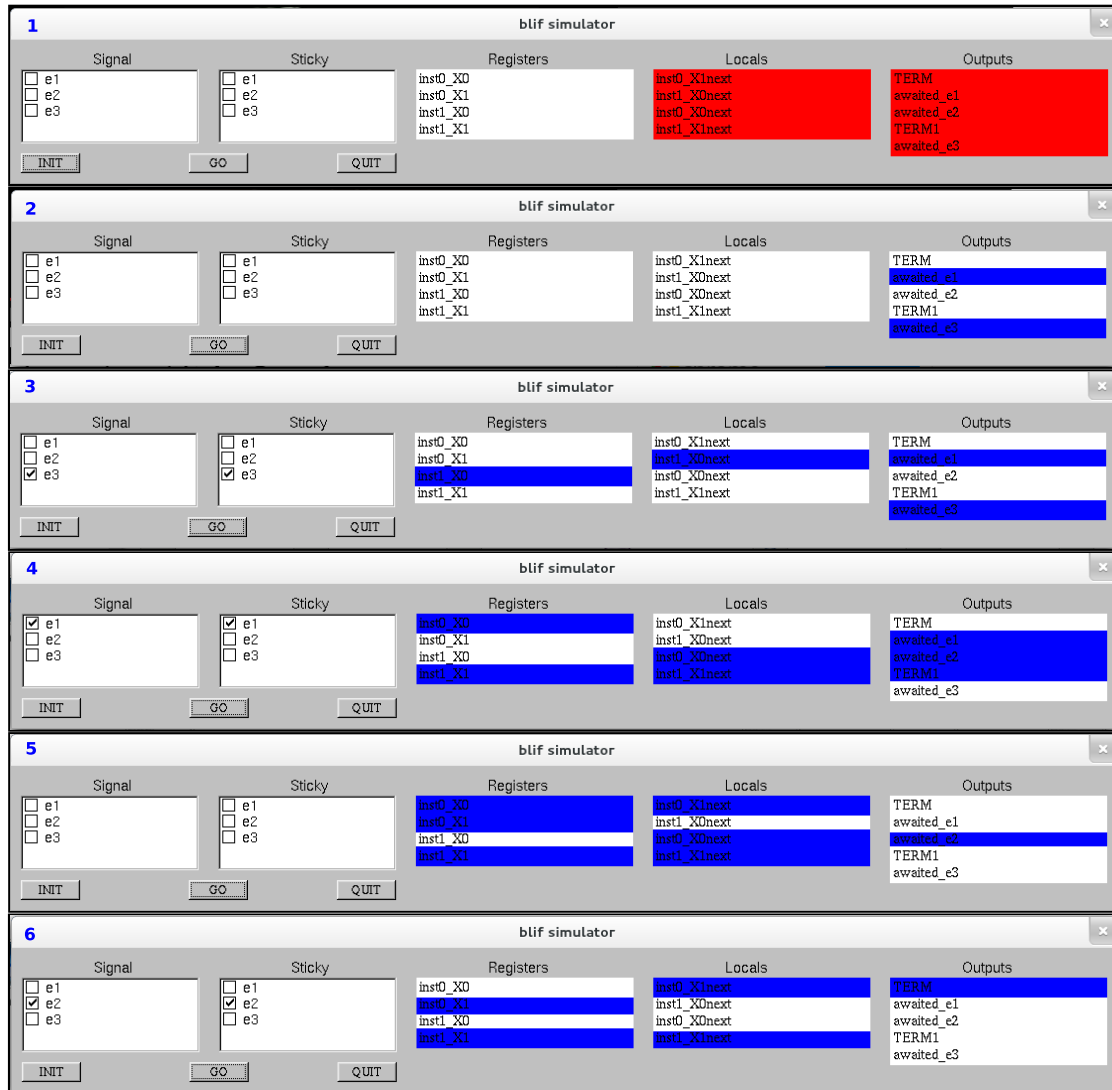 1 blif simulator ×
Signal Sticky Registers Locals Outputs
e1 e1 inst0_X0 inst0_X1next TERM
e2 e2 inst0_X1 inst1_X0next awaited_e1
e3 e3 inst1_X0 inst0_X0next awaited_e2
inst1_X1 inst1_X1next TERM1
awaited_e3
INIT GO QUIT
2 blif simulator ×
Signal Sticky Registers Locals Outputs
e1 e1 inst0_X0 inst0_X1next TERM
e2 e2 inst0_X1 inst1_X0next awaited_e1
e3 e3 inst1_X0 inst0_X0next awaited_e2
inst1_X1 inst1_X1next TERM1
awaited_e3
INIT GO QUIT
3 blif simulator ×
Signal Sticky Registers Locals Outputs
e1 e1 inst0_X0 inst0_X1next TERM
e2 e2 inst0_X1 inst1_X0next awaited_e1
e3 e3 inst1_X0 inst0_X0next awaited_e2
inst1_X1 inst1_X1next TERM1
awaited_e3
INIT GO QUIT
4 blif simulator ×
Signal Sticky Registers Locals Outputs
e1 e1 inst0_X0 inst0_X1next TERM
e2 e2 inst0_X1 inst1_X0next awaited_e1
e3 e3 inst1_X0 inst0_X0next awaited_e2
inst1_X1 inst1_X1next TERM1
awaited_e3
INIT GO QUIT
5 blif simulator ×
Signal Sticky Registers Locals Outputs
e1 e1 inst0_X0 inst0_X1next TERM
e2 e2 inst0_X1 inst1_X0next awaited_e1
e3 e3 inst1_X0 inst0_X0next awaited_e2
inst1_X1 inst1_X1next TERM1
awaited_e3
INIT GO QUIT
6 blif simulator ×
Signal Sticky Registers Locals Outputs
e1 e1 inst0_X0 inst0_X1next TERM
e2 e2 inst0_X1 inst1_X0next awaited_e1
e3 e3 inst1_X0 inst0_X0next awaited_e2
inst1_X1 inst1_X1next TERM1
awaited_e3
INIT GO QUIT